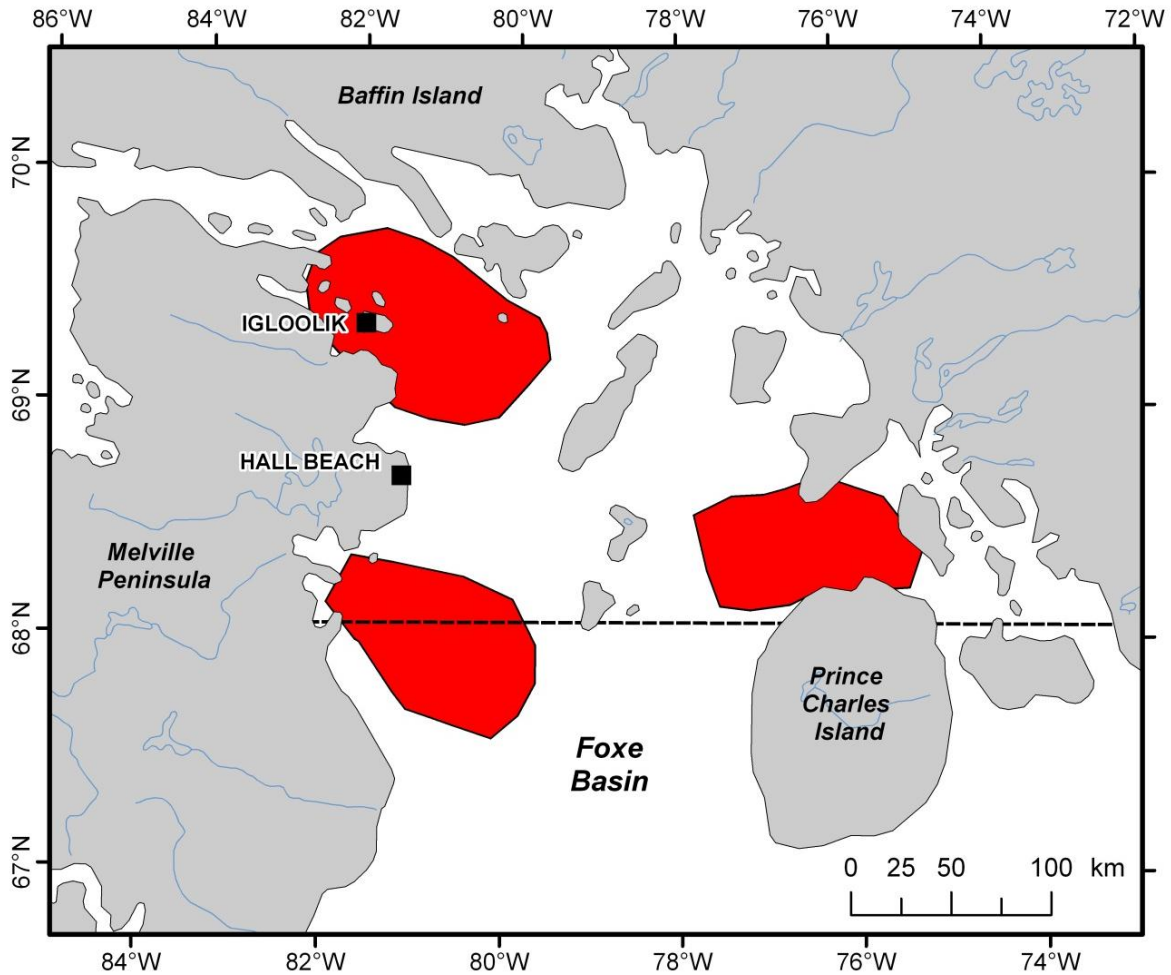 86°W 84°W 82°W 80°W 78°W 76°W 74°W 72°W
Baffin Island
70°N
IGLOOLIK
69°N
HALL BEACH
Melville
Peninsula
68°N
Prince
Charles
Island
Foxe
Basin
67°N
0 25 50 100 km
84°W 82°W 80°W 78°W 76°W 74°W